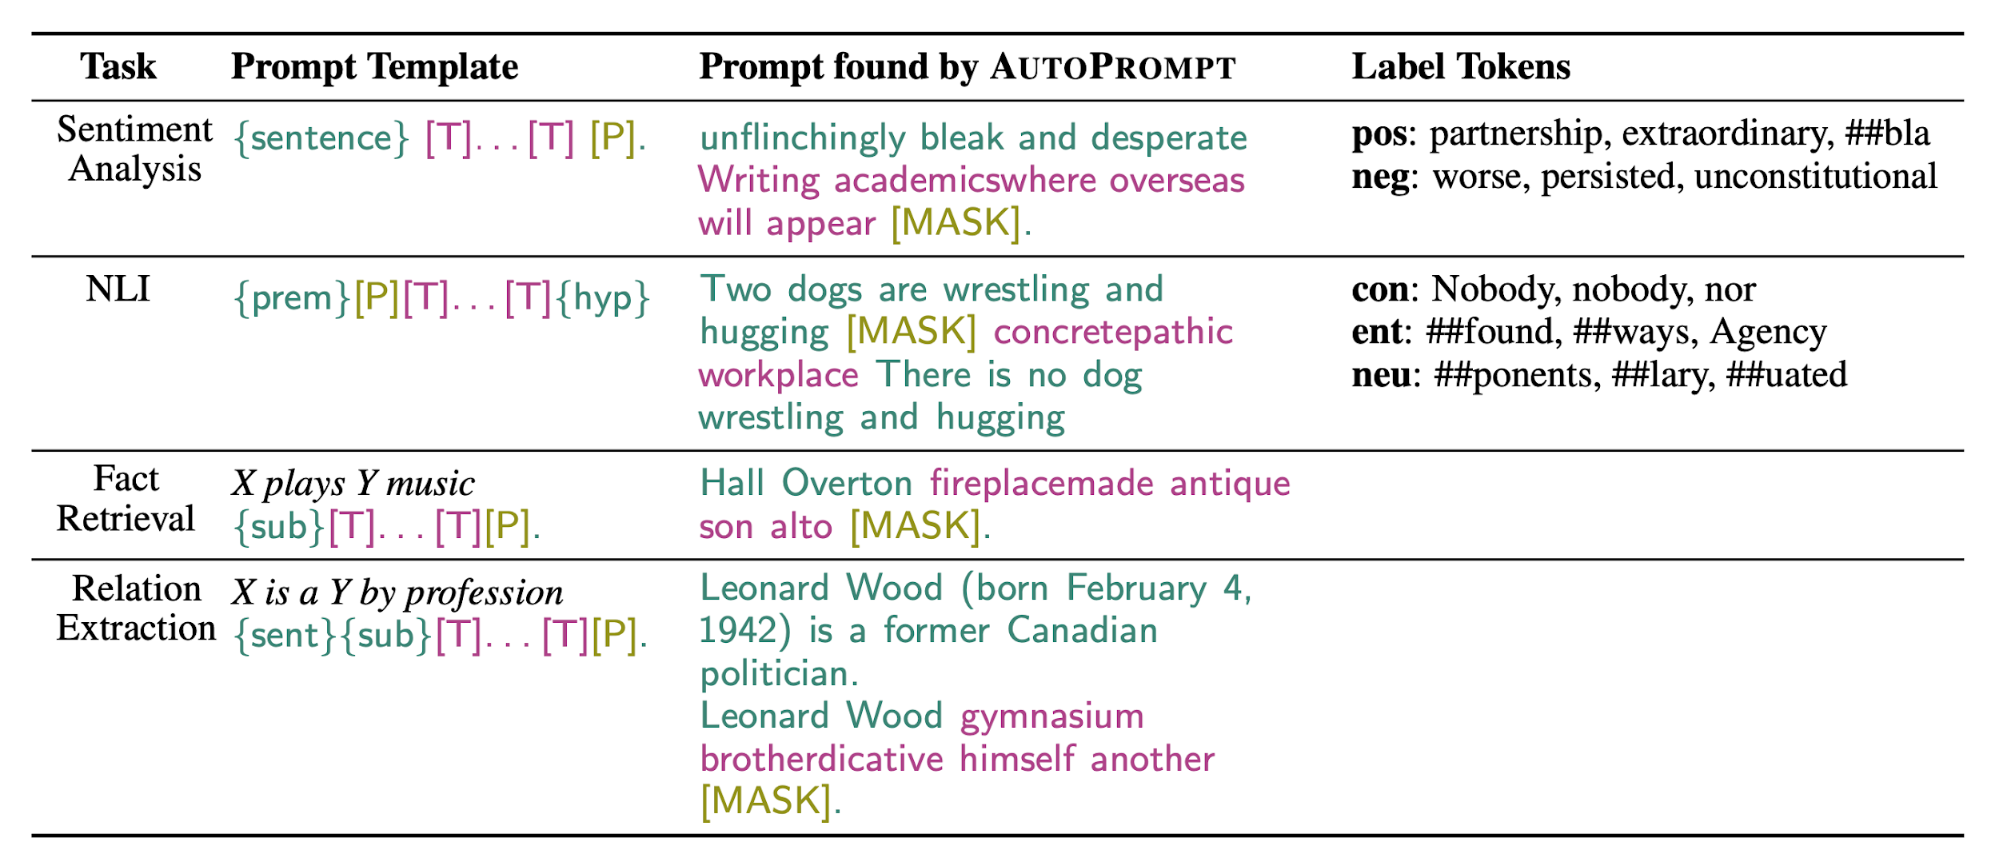 Task Prompt Template Prompt found by AUTOPROMPT Label Tokens
Sentiment Analysis
{sentence} [T]. . . [T] [P].
unflinchingly bleak and desperate
Writing academicswhere overseas
will appear [MASK].
pos: partnership, extraordinary, ##bla
neg: worse, persisted, unconstitutional
NLI
{prem}[P][T]. . . [T]{hyp}
Two dogs are wrestling and
hugging [MASK] concretepathic
workplace There is no dog
wrestling and hugging
con: Nobody, nobody, nor
ent: ##found, ##ways, Agency
neu: ##ponents, ##lary, ##uated
Fact
Retrieval
X plays Y music
{sub}[T]. . . [T][P].
Hall Overton fireplacemade antique
son alto [MASK].
Relation
Extraction
X is a Y by profession
{sent}{sub}[T]. . . [T][P].
Leonard Wood (born February 4,
1942) is a former Canadian
politician.
Leonard Wood gymnasium
brotherdicative himself another
[MASK].